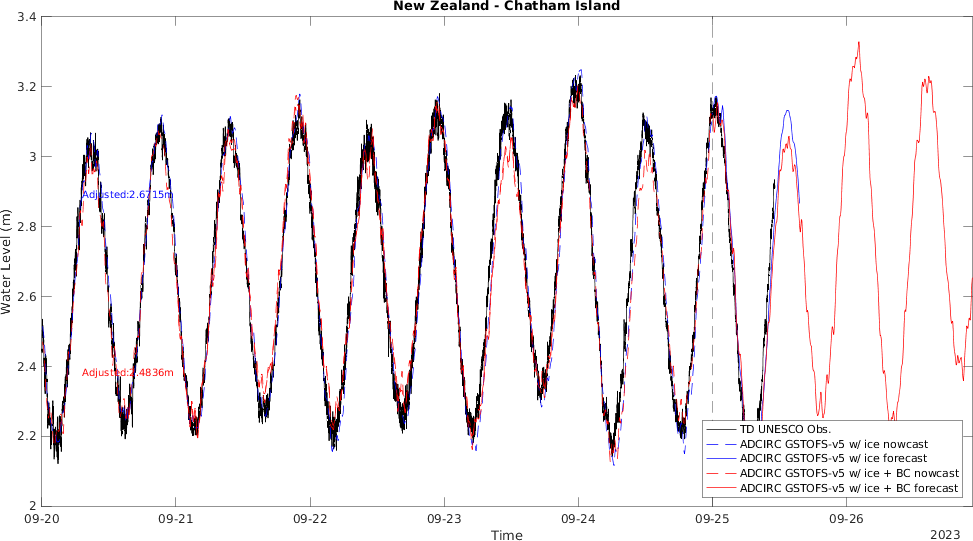 New Zealand - Chatham Island
3.4
3.2
3
2.8
2.6
2.4
2.2
2
Water Level (m)
Adjusted:2.6715m
Adjusted:2.4836m
TD UNESCO Obs.
ADCIRC GSTOFS-v5 w/ ice nowcast
ADCIRC GSTOFS-v5 w/ ice forecast
ADCIRC GSTOFS-v5 w/ ice + BC nowcast
ADCIRC GSTOFS-v5 w/ ice + BC forecast
09-20 09-21 09-22 09-23 09-24 09-25 09-26
Time
2023